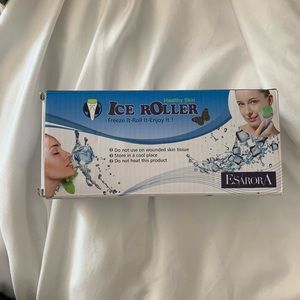 Healthy Skin
ICE ROLLER
Freeze It-Roll It-Enjoy It !
Do not use on wounded skin tissue
Store in a cool place
Do not heat this product
ESARORA